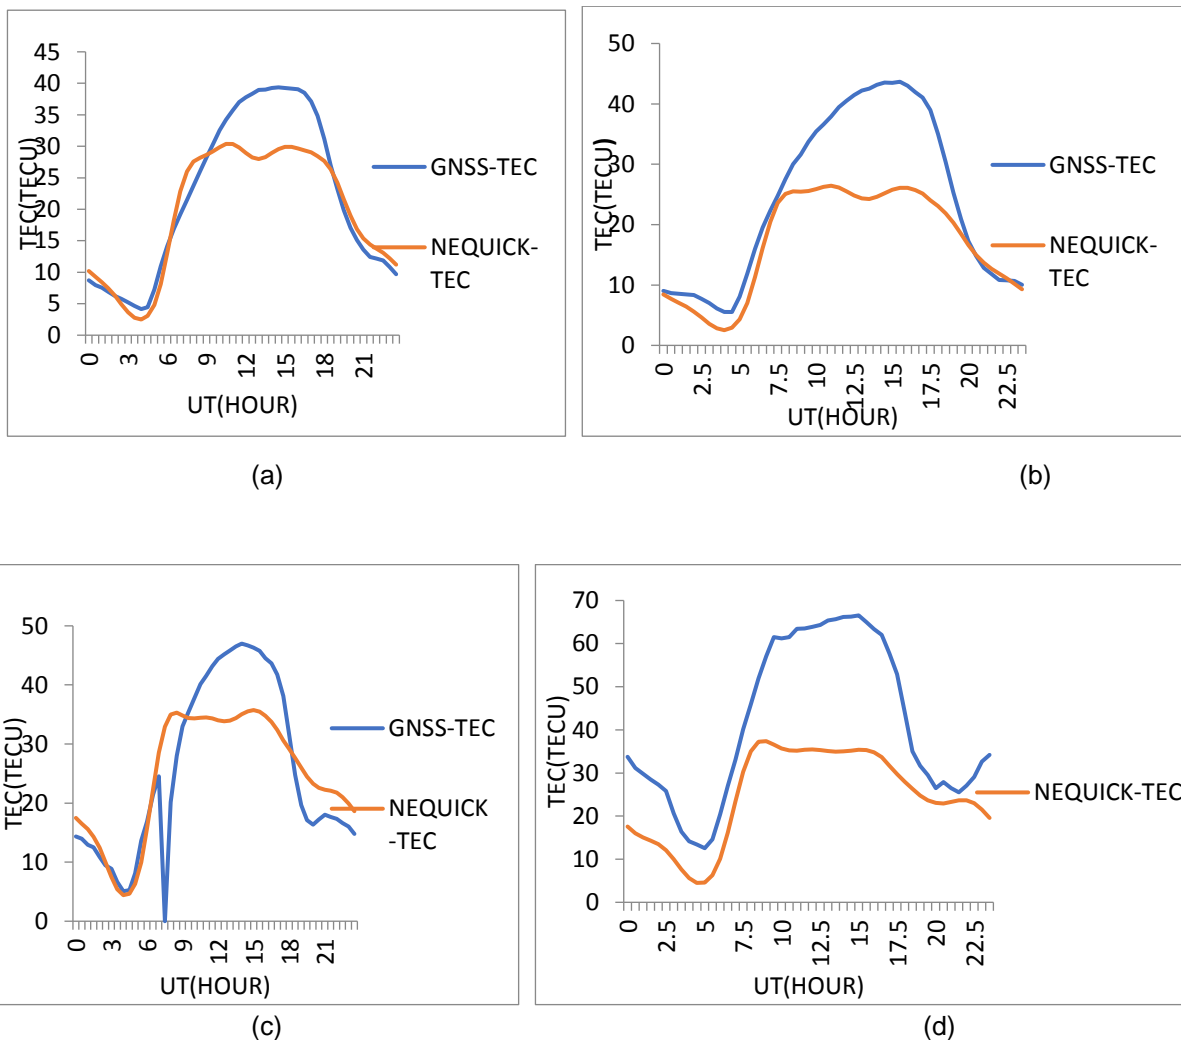 45
40
35
30
25
20
15
10
5
0
TEC(TECU)
0 3 6 9 12 15 18 21
UT(HOUR)
GNSS-TEC
NEQUICK-
TEC
(a)
50
40
30
20
10
0
TEC(TECU)
0 2.5 5 7.5 10 12.5 15 17.5 20 22.5
UT(HOUR)
GNSS-TEC
NEQUICK-
TEC
(b)
50
40
30
20
10
0
TEC(TECU)
0 3 6 9 12 15 18 21
UT(HOUR)
GNSS-TEC
NEQUICK
-TEC
(c)
70
60
50
40
30
20
10
0
TEC(TECU)
0 2.5 5 7.5 10 12.5 15 17.5 20 22.5
UT(HOUR)
NEQUICK-TEC
(d)